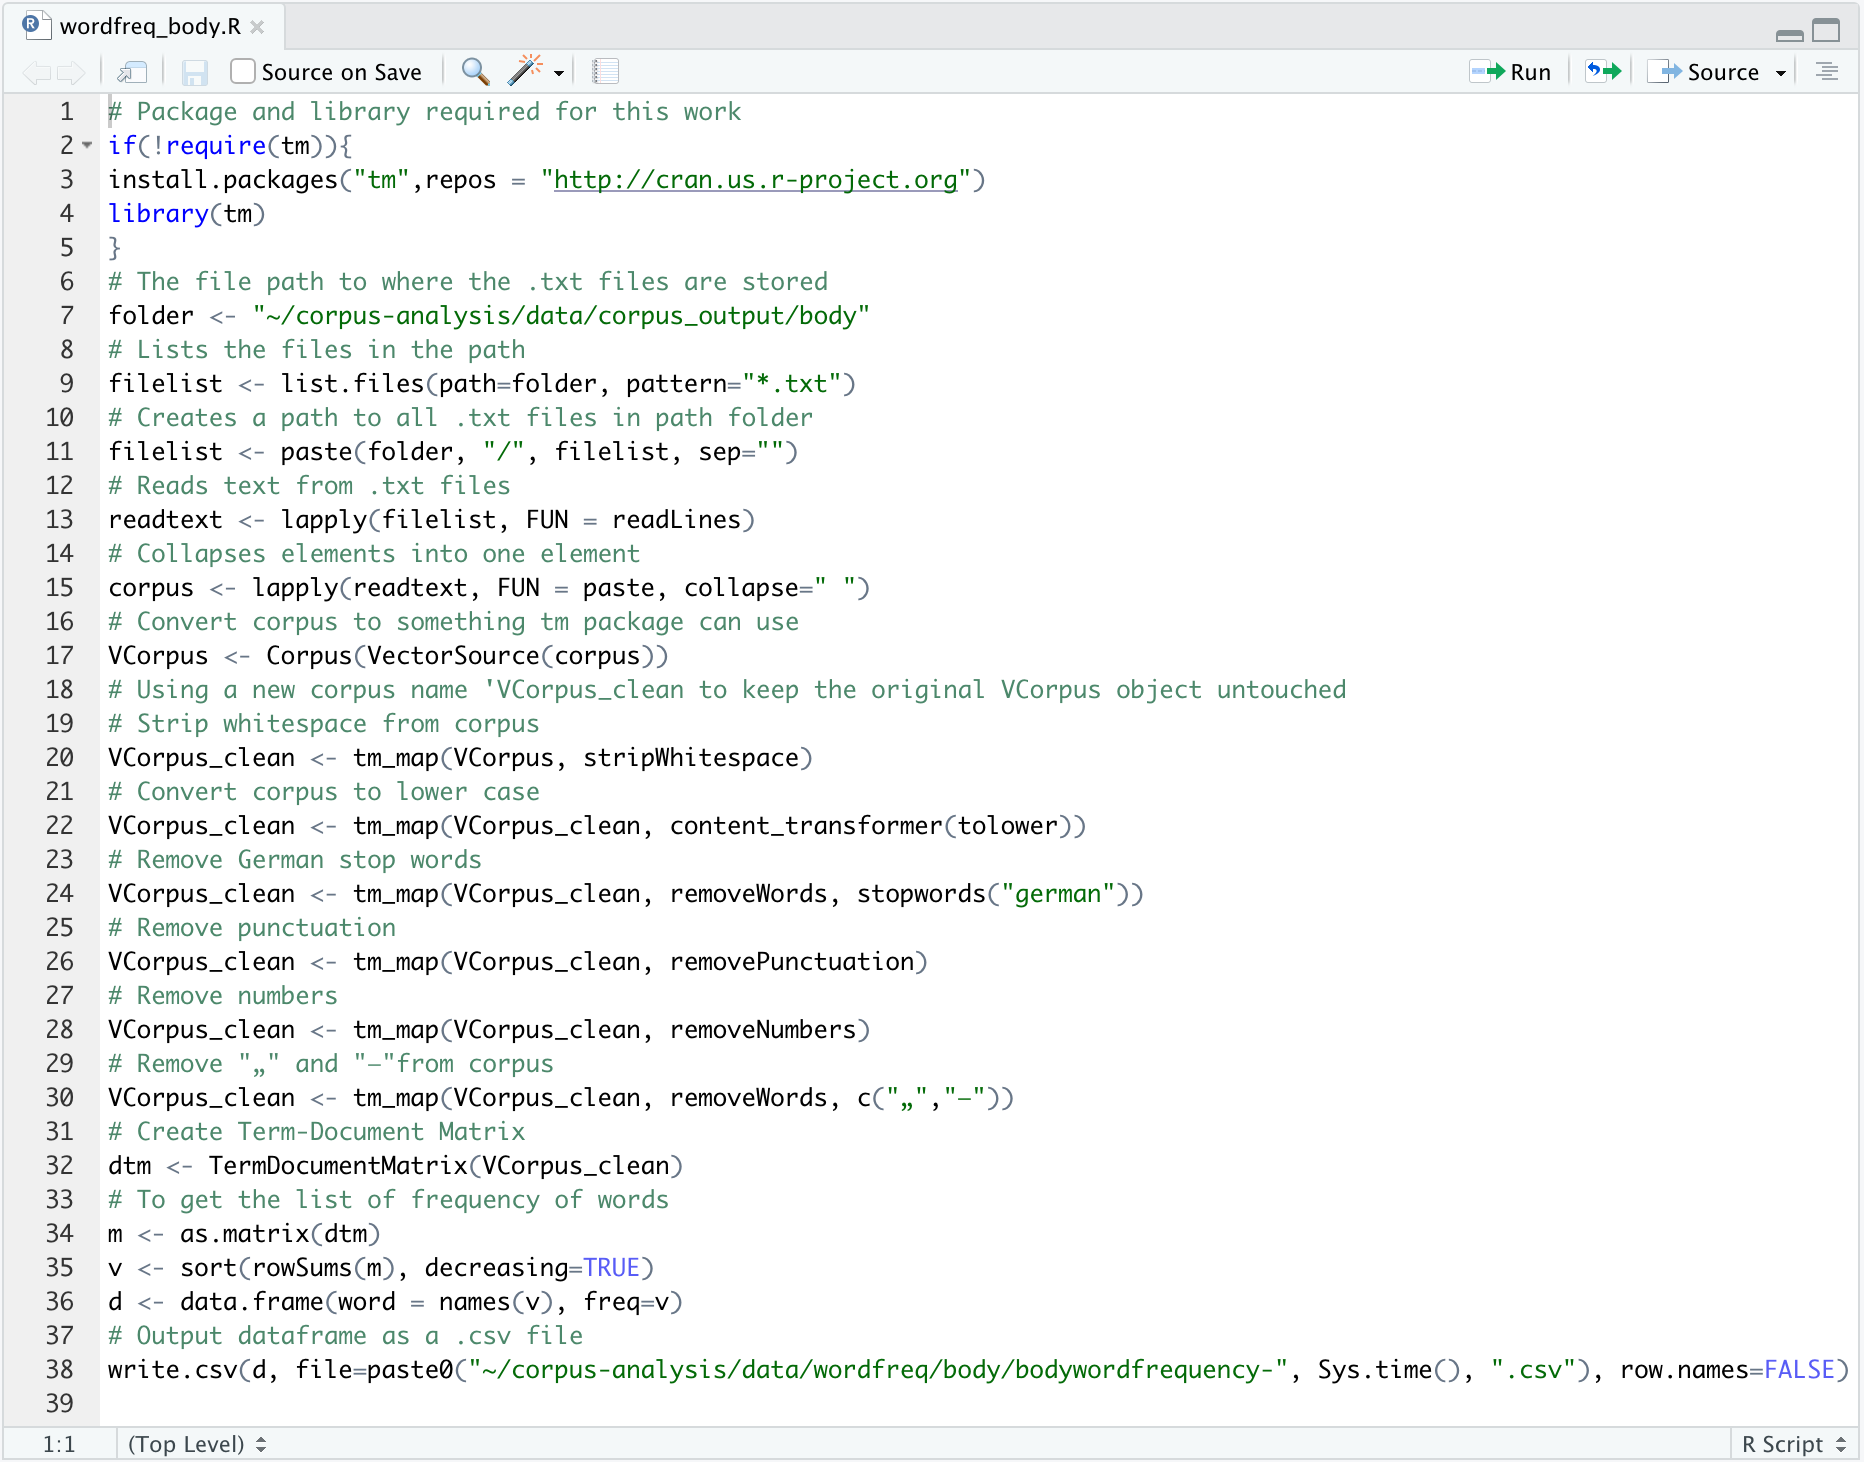 wordfreq_body.R
Source on Save
Run
Source
1 # Package and library required for this work
2 if(!require(tm)){
3 install.packages("tm",repos = "http://cran.us.r-project.org")
4 library(tm)
5 }
6 # The file path to where the .txt files are stored
7 folder <- "~/corpus-analysis/data/corpus_output/body"
8 # Lists the files in the path
9 filelist <- list.files(path=folder, pattern="*.txt")
10 # Creates a path to all .txt files in path folder
11 filelist <- paste(folder, "/", filelist, sep="")
12 # Reads text from .txt files
13 readtext <- lapply(filelist, FUN = readLines)
14 # Collapses elements into one element
15 corpus <- lapply(readtext, FUN = paste, collapse=" ")
16 # Convert corpus to something tm package can use
17 VCorpus <- Corpus(VectorSource(corpus))
18 # Using a new corpus name 'VCorpus_clean to keep the original VCorpus object untouched
19 # Strip whitespace from corpus
20 VCorpus_clean <- tm_map(VCorpus, stripWhitespace)
21 # Convert corpus to lower case
22 VCorpus_clean <- tm_map(VCorpus_clean, content_transformer(tolower))
23 # Remove German stop words
24 VCorpus_clean <- tm_map(VCorpus_clean, removeWords, stopwords("german"))
25 # Remove punctuation
26 VCorpus_clean <- tm_map(VCorpus_clean, removePunctuation)
27 # Remove numbers
28 VCorpus_clean <- tm_map(VCorpus_clean, removeNumbers)
29 # Remove "„" and "–"from corpus
30 VCorpus_clean <- tm_map(VCorpus_clean, removeWords, c("„","–"))
31 # Create Term-Document Matrix
32 dtm <- TermDocumentMatrix(VCorpus_clean)
33 # To get the list of frequency of words
34 m <- as.matrix(dtm)
35 v <- sort(rowSums(m), decreasing=TRUE)
36 d <- data.frame(word = names(v), freq=v)
37 # Output dataframe as a .csv file
38 write.csv(d, file=paste0("~/corpus-analysis/data/wordfreq/body/bodywordfrequency-", Sys.time(), ".csv"), row.names=FALSE)
39
1:1 (Top Level) R Script